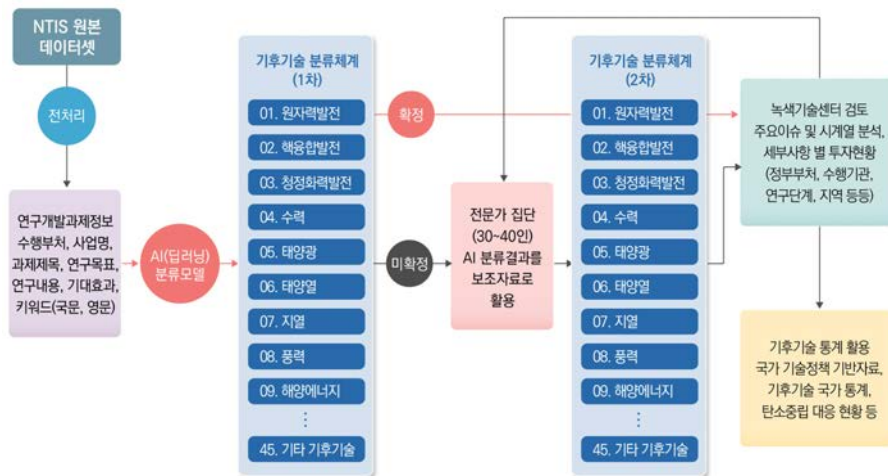 NTIS 원본
데이터셋
전처리
연구개발과제정보
수행부처, 사업명,
과제제목, 연구목표,
연구내용, 기대효과,
키워드(국문, 영문)
AI(딥러닝)
분류모델
기후기술 분류체계
(1차)
01. 원자력발전
02. 핵융합발전
03. 청정화력발전
04. 수력
05. 태양광
06. 태양열
07. 지열
08. 풍력
09. 해양에너지
⋮
45. 기타 기후기술
확정
미확정
전문가 집단
(30~40인)
AI 분류결과를
보조자료로
활용
기후기술 분류체계
(2차)
01. 원자력발전
02. 핵융합발전
03. 청정화력발전
04. 수력
05. 태양광
06. 태양열
07. 지열
08. 풍력
09. 해양에너지
⋮
45. 기타 기후기술
녹색기술센터 검토
주요이슈 및 시계열 분석,
세부사항 별 투자현황
(정부부처, 수행기관,
연구단계, 지역 등등)
기후기술 통계 활용
국가 기술정책 기반자료,
기후기술 국가 통계,
탄소중립 대응 현황 등